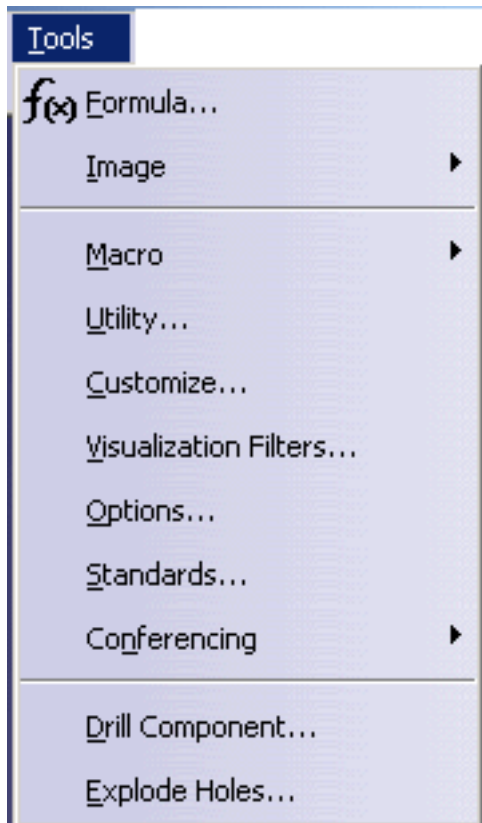 Tools
f(x) Formula...
Image
Macro
Utility...
Customize...
Visualization Filters...
Options...
Standards...
Conferencing
Drill Component...
Explode Holes...